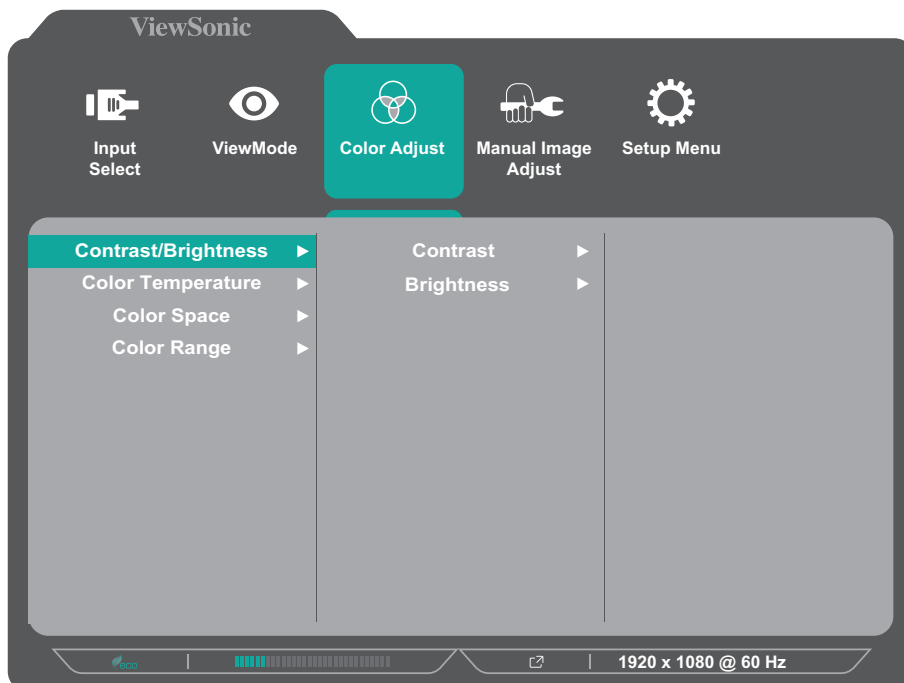 ViewSonic
Input
Select
ViewMode
Color Adjust
Manual Image
Adjust
Setup Menu
Contrast/Brightness
Color Temperature
Color Space
Color Range
Contrast
Brightness
eco
1920 x 1080 @ 60 Hz